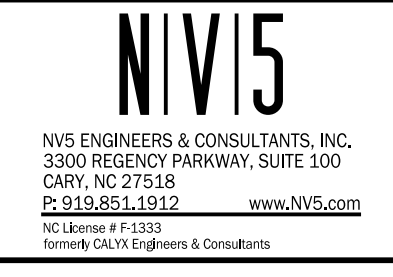 N|V|5
NV5 ENGINEERS & CONSULTANTS, INC.
3300 REGENCY PARKWAY, SUITE 100
CARY, NC 27518
P: 919.851.1912 www.NV5.com
NC License # F-1333
formerly CALYX Engineers & Consultants